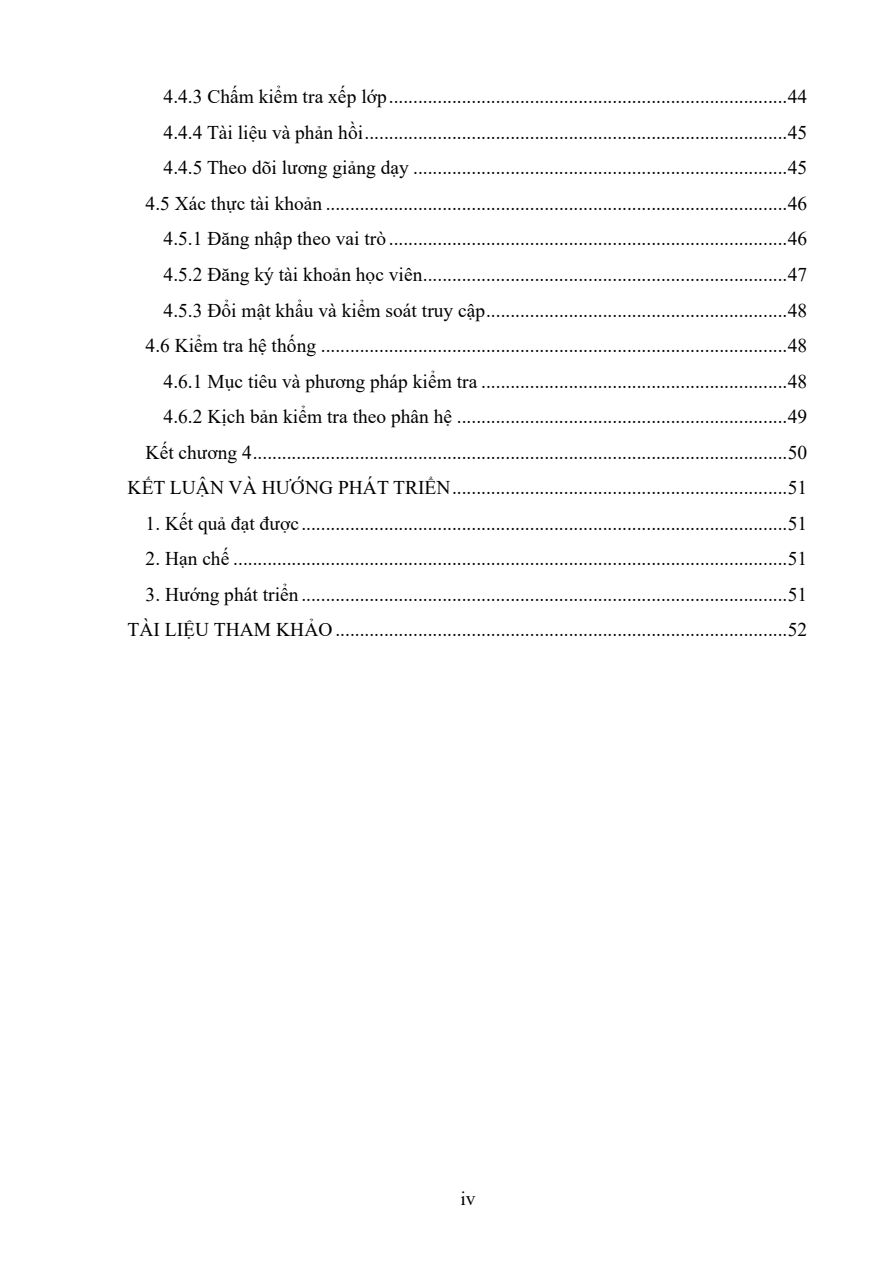 4.4.3 Chấm kiểm tra xếp lớp....................................................................................44
4.4.4 Tài liệu và phản hồi.........................................................................................45
4.4.5 Theo dõi lương giảng dạy ...............................................................................45
4.5 Xác thực tài khoản .................................................................................................46
4.5.1 Đăng nhập theo vai trò....................................................................................46
4.5.2 Đăng ký tài khoản học viên.............................................................................47
4.5.3 Đổi mật khẩu và kiểm soát truy cập................................................................48
4.6 Kiểm tra hệ thống ..................................................................................................48
4.6.1 Mục tiêu và phương pháp kiểm tra .................................................................48
4.6.2 Kịch bản kiểm tra theo phân hệ ......................................................................49
Kết chương 4................................................................................................................50
KẾT LUẬN VÀ HƯỚNG PHÁT TRIỂN.......................................................................51
1. Kết quả đạt được......................................................................................................51
2. Hạn chế ....................................................................................................................51
3. Hướng phát triển......................................................................................................51
TÀI LIỆU THAM KHẢO...............................................................................................52
iv